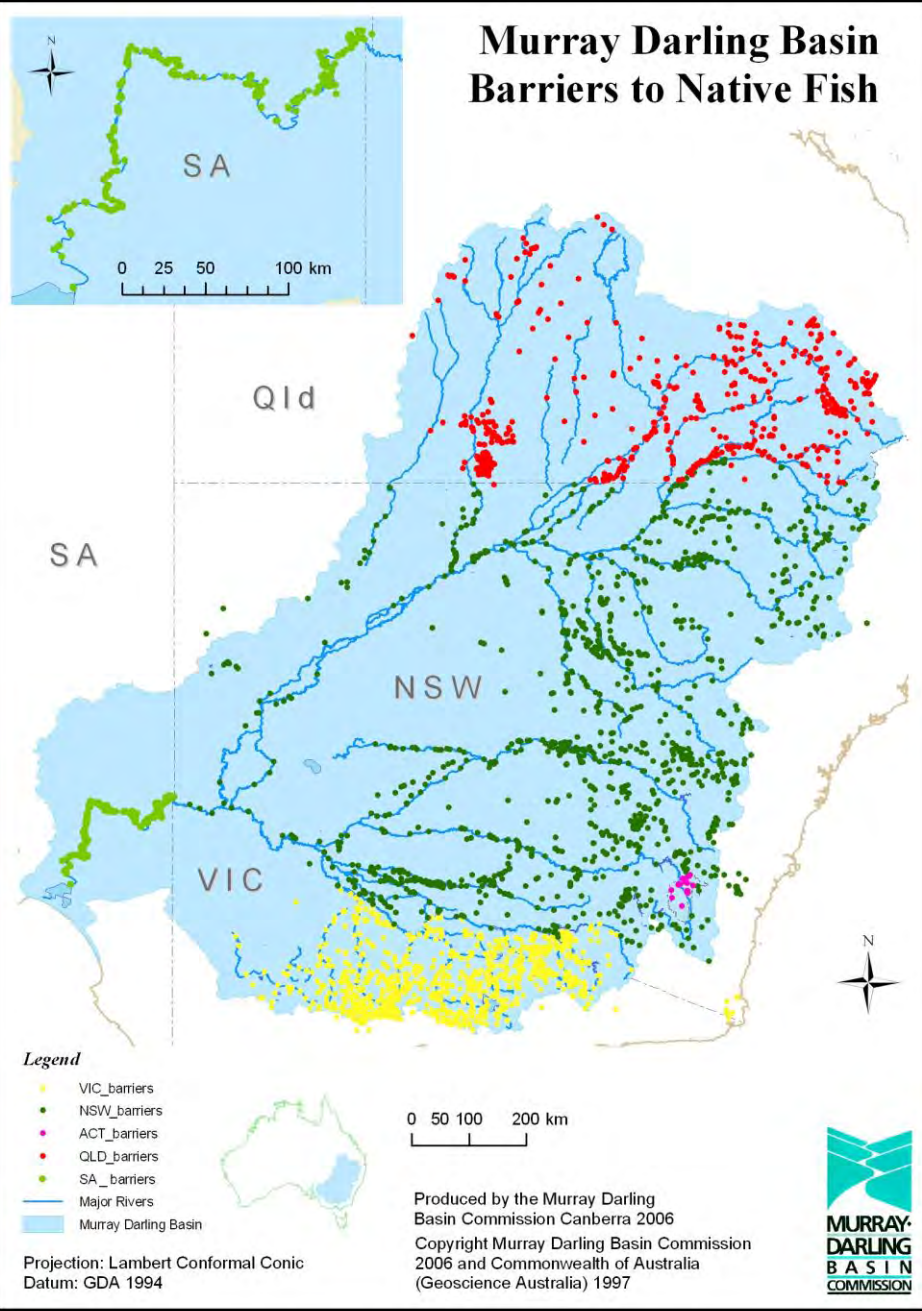 Murray Darling Basin
Barriers to Native Fish
N
SA
0 25 50 100 km
Qld
SA
NSW
VIC
N
Legend
VIC_barriers
NSW_barriers
ACT_barriers
QLD_barriers
SA_barriers
Major Rivers
Murray Darling Basin
Projection: Lambert Conformal Conic
Datum: GDA 1994
0 50 100 200 km
Produced by the Murray Darling
Basin Commission Canberra 2006
Copyright Murray Darling Basin Commission
2006 and Commonwealth of Australia
(Geoscience Australia) 1997
MURRAY-
DARLING
BASIN
COMMISSION